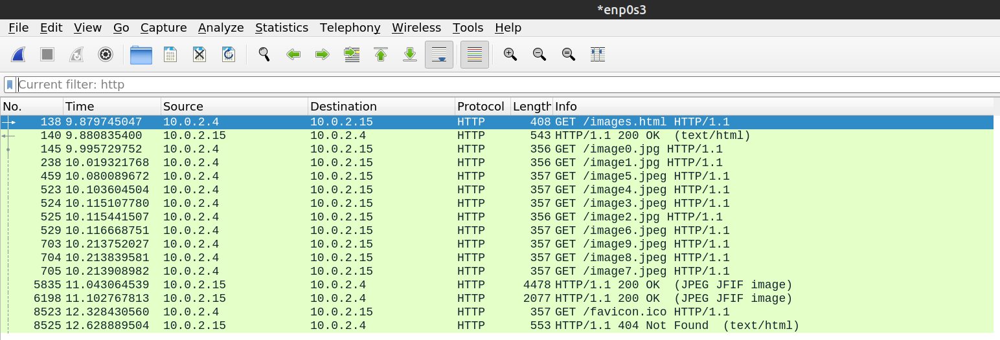 *enp0s3
File Edit View Go Capture Analyze Statistics Telephony Wireless Tools Help
Current filter: http
No. Time Source Destination Protocol Length Info
138 9.879745047 10.0.2.4 10.0.2.15 HTTP 408 GET /images.html HTTP/1.1
140 9.880835400 10.0.2.15 10.0.2.4 HTTP 543 HTTP/1.1 200 OK (text/html)
145 9.995729752 10.0.2.4 10.0.2.15 HTTP 356 GET /image0.jpg HTTP/1.1
238 10.019321768 10.0.2.4 10.0.2.15 HTTP 356 GET /image1.jpg HTTP/1.1
459 10.080089672 10.0.2.4 10.0.2.15 HTTP 357 GET /image5.jpeg HTTP/1.1
523 10.103604504 10.0.2.4 10.0.2.15 HTTP 357 GET /image4.jpeg HTTP/1.1
524 10.115107780 10.0.2.4 10.0.2.15 HTTP 357 GET /image3.jpeg HTTP/1.1
525 10.115441507 10.0.2.4 10.0.2.15 HTTP 356 GET /image2.jpg HTTP/1.1
529 10.116668751 10.0.2.4 10.0.2.15 HTTP 357 GET /image6.jpeg HTTP/1.1
703 10.213752027 10.0.2.4 10.0.2.15 HTTP 357 GET /image9.jpeg HTTP/1.1
704 10.213839581 10.0.2.4 10.0.2.15 HTTP 357 GET /image8.jpeg HTTP/1.1
705 10.213908982 10.0.2.4 10.0.2.15 HTTP 357 GET /image7.jpeg HTTP/1.1
5835 11.043064539 10.0.2.15 10.0.2.4 HTTP 4478 HTTP/1.1 200 OK (JPEG JFIF image)
6198 11.102767813 10.0.2.15 10.0.2.4 HTTP 2077 HTTP/1.1 200 OK (JPEG JFIF image)
8523 12.328430560 10.0.2.4 10.0.2.15 HTTP 357 GET /favicon.ico HTTP/1.1
8525 12.628889504 10.0.2.15 10.0.2.4 HTTP 553 HTTP/1.1 404 Not Found (text/html)